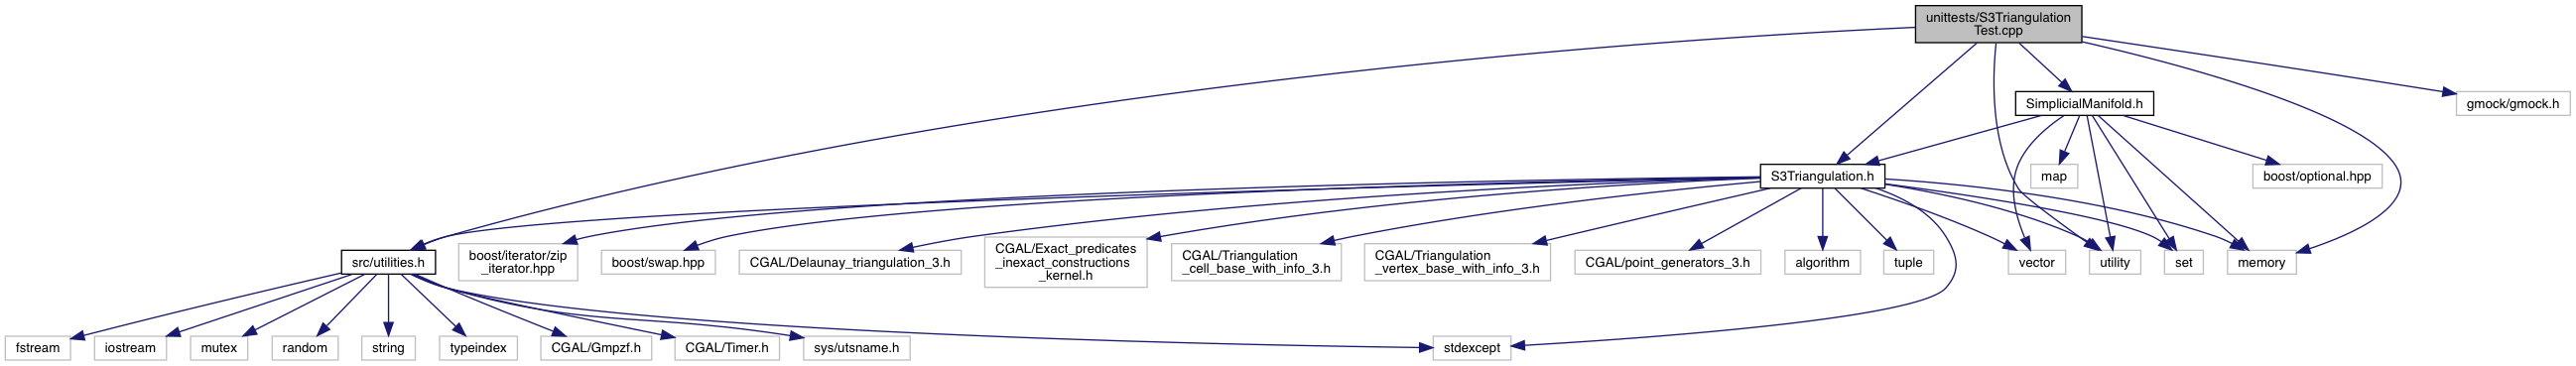 unittests/S3Triangulation
Test.cpp
SimplicialManifold.h
gmock/gmock.h
S3Triangulation.h
map
boost/optional.hpp
src/utilities.h
boost/iterator/zip
_iterator.hpp
boost/swap.hpp
CGAL/Delaunay_triangulation_3.h
CGAL/Exact_predicates
_inexact_constructions
_kernel.h
CGAL/Triangulation
_cell_base_with_info_3.h
CGAL/Triangulation
_vertex_base_with_info_3.h
CGAL/point_generators_3.h
algorithm
tuple
vector
utility
set
memory
fstream
iostream
mutex
random
string
typeindex
CGAL/Gmpzf.h
CGAL/Timer.h
sys/utsname.h
stdexcept